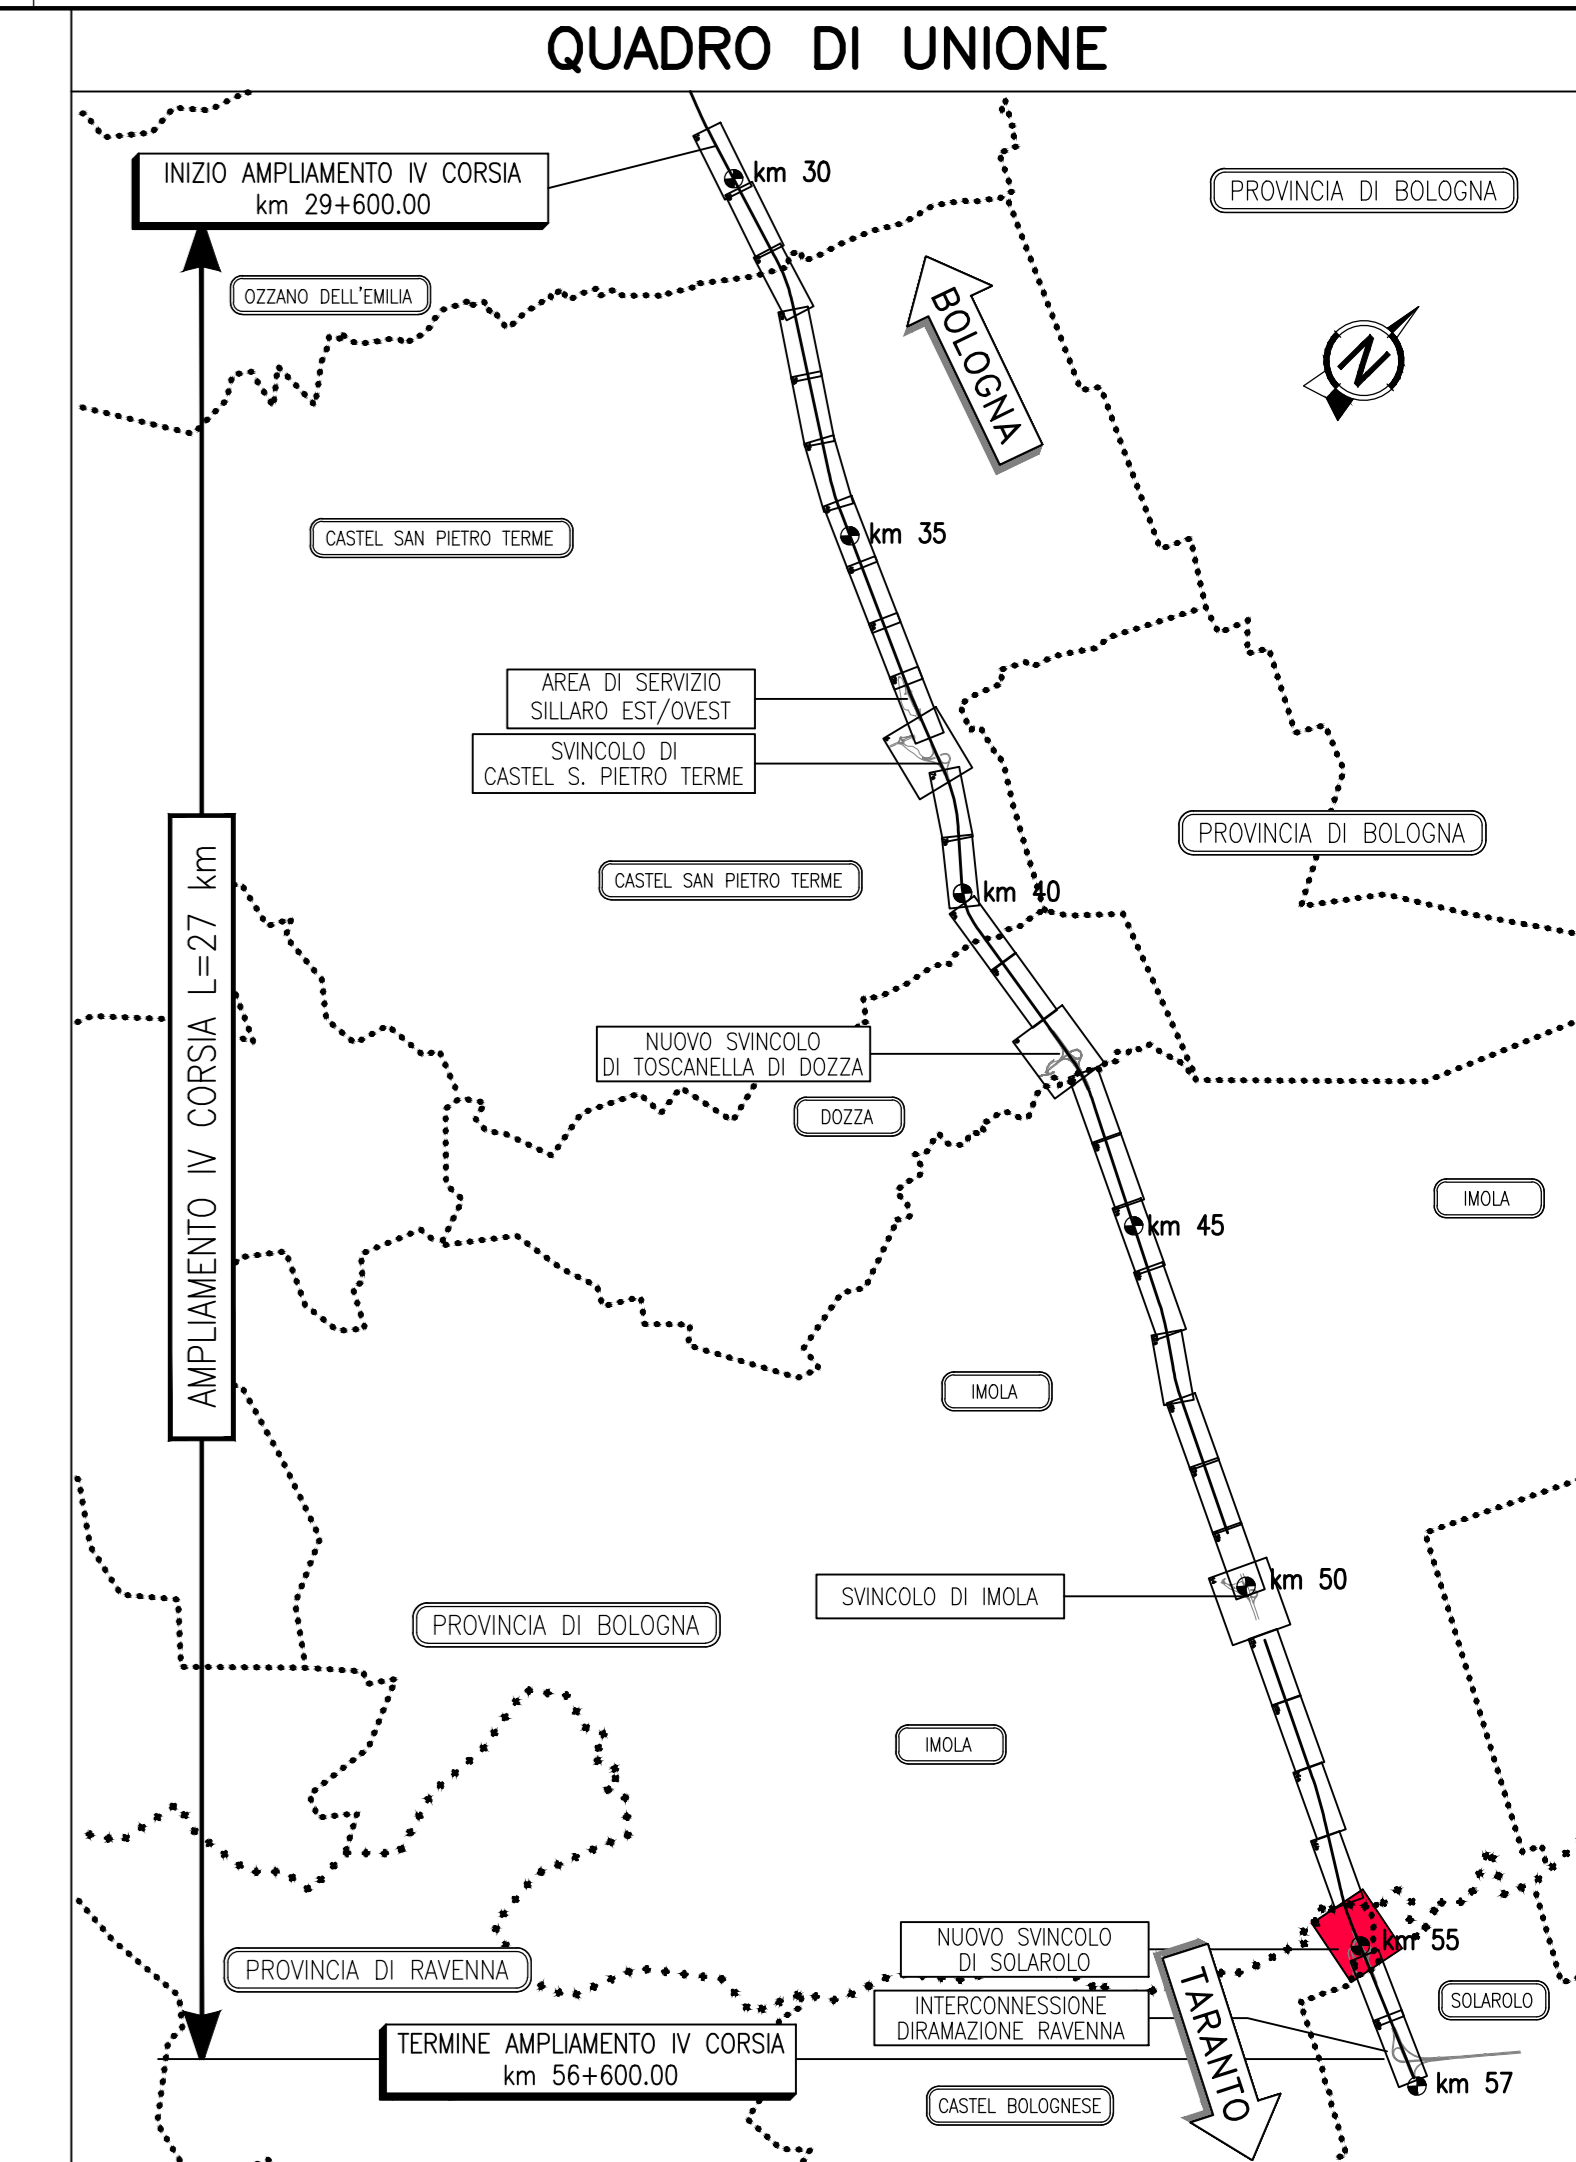 QUADRO DI UNIONE
INIZIO AMPLIAMENTO IV CORSIA
km 29+600.00
km 30
PROVINCIA DI BOLOGNA
OZZANO DELL'EMILIA
BOLOGNA
N
CASTEL SAN PIETRO TERME
km 35
AREA DI SERVIZIO
SILLARO EST/OVEST
SVINCOLO DI
CASTEL S. PIETRO TERME
PROVINCIA DI BOLOGNA
CASTEL SAN PIETRO TERME
km 40
AMPLIAMENTO IV CORSIA L=27 km
NUOVO SVINCOLO
DI TOSCANELLA DI DOZZA
DOZZA
IMOLA
km 45
IMOLA
km 50
SVINCOLO DI IMOLA
PROVINCIA DI BOLOGNA
IMOLA
NUOVO SVINCOLO
DI SOLAROLO
km 55
PROVINCIA DI RAVENNA
SOLAROLO
INTERCONNESSIONE
DIRAMAZIONE RAVENNA
TARANTO
TERMINE AMPLIAMENTO IV CORSIA
km 56+600.00
km 57
CASTEL BOLOGNESE